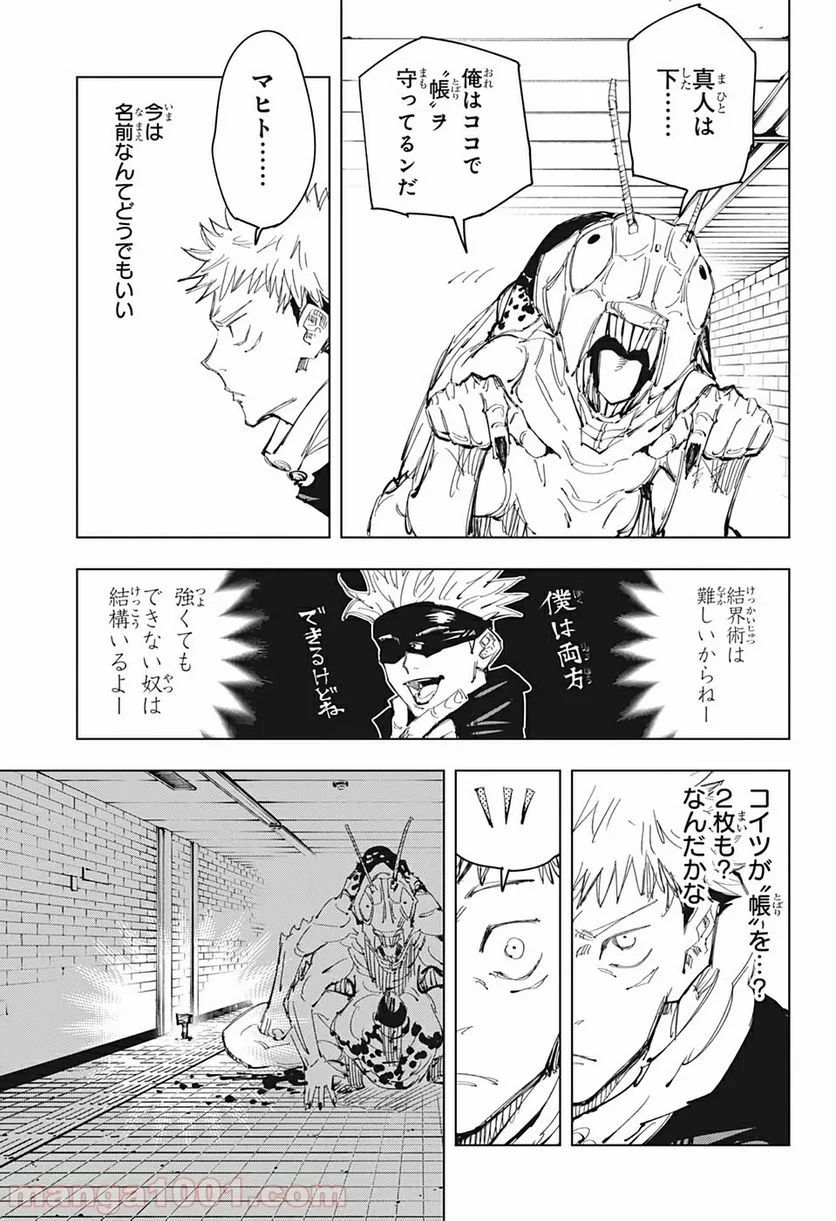 真人は
下……
俺はココで
〝帳〟ヲ
守ってるンだ
マヒト……
今は
名前なんてどうでもいい
結界術は
難しいからねー
僕は両方
できるけどね
強くても
できない奴は
結構いるよー
コイツが〝帳〟を…?
2枚も?
なんだかな
manga1001.com